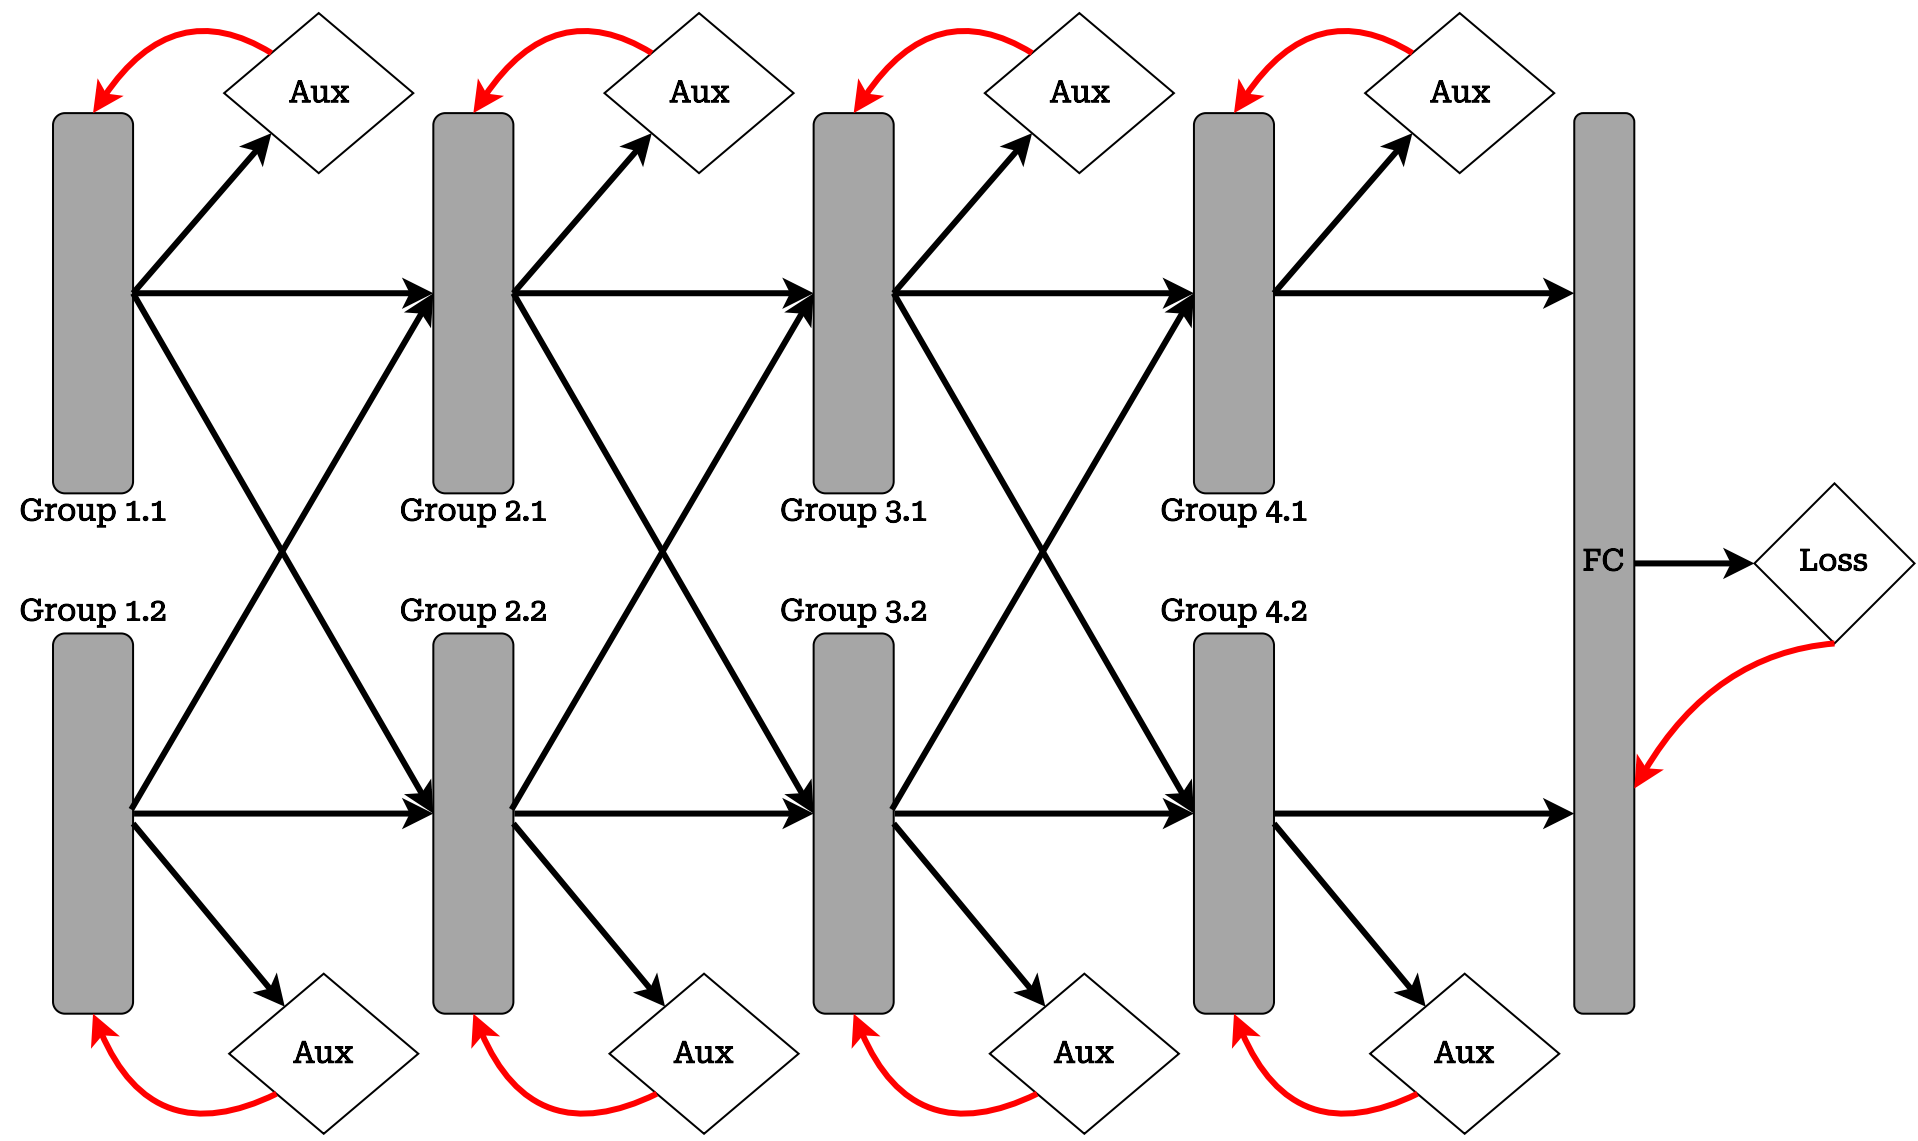 Aux Aux Aux Aux
Group 1.1 Group 2.1 Group 3.1 Group 4.1
FC Loss
Group 1.2 Group 2.2 Group 3.2 Group 4.2
Aux Aux Aux Aux